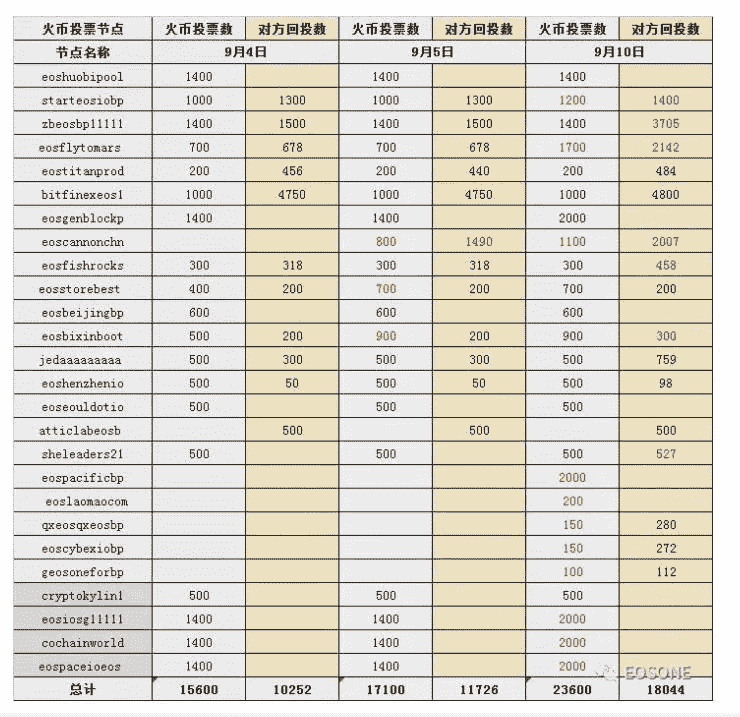 火币投票节点 火币投票数 对方回投数 火币投票数 对方回投数 火币投票数 对方回投数
节点名称 9月4日 9月5日 9月10日
eoshuobipool 1400 1400 1400
starteosiobp 1000 1300 1000 1300 1200 1400
zbeosbp11111 1400 1500 1400 1500 1400 3705
eosflytomars 700 678 700 678 1700 2142
eostitanprod 200 456 200 440 200 484
bitfinexeos1 1000 4750 1000 4750 1000 4800
eosgenblockp 1400 1400 2000
eoscannonchn 800 1490 1100 2007
eosfishrocks 300 318 300 318 300 458
eosstorebest 400 200 700 200 700 200
eosbeijingbp 600 600 600
eosbixinboot 500 200 900 200 900 300
jedaaaaaaaaa 500 300 500 300 500 759
eoshenzhenio 500 50 500 50 500 98
eoseouldotio 500 500 500
atticlabeosb 500 500 500
sheleaders21 500 500 500 527
eospacificbp 2000
eoslaomaocom 200
qxeosqxeosbp 150 280
eoscybexiobp 150 272
geosoneforbp 100 112
cryptokylin1 500 500 500
eosiosg11111 1400 1400 2000
cochainworld 1400 1400 2000
eospaceioeos 1400 1400 2000
EOSONE
总计 15600 10252 17100 11726 23600 18044